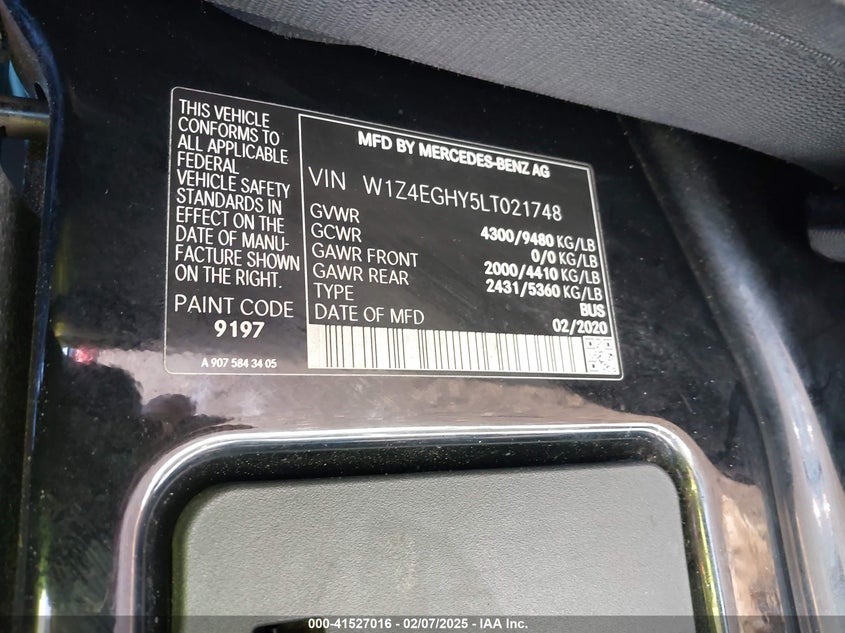 THIS VEHICLE
CONFORMS TO
ALL APPLICABLE
FEDERAL
VEHICLE SAFETY
STANDARDS IN
EFFECT ON THE
DATE OF MANU-
FACTURE SHOWN
ON THE RIGHT.
PAINT CODE
9197
A 907 584 34 05
MFD BY MERCEDES-BENZ AG
VIN W1Z4EGHY5LT021748
GVWR 4300/9480 KG/LB
GCWR 0/0 KG/LB
GAWR FRONT 2000/4410 KG/LB
GAWR REAR 2431/5360 KG/LB
TYPE BUS
DATE OF MFD 02/2020
000-41527016 — 02/07/2025 — IAA Inc.